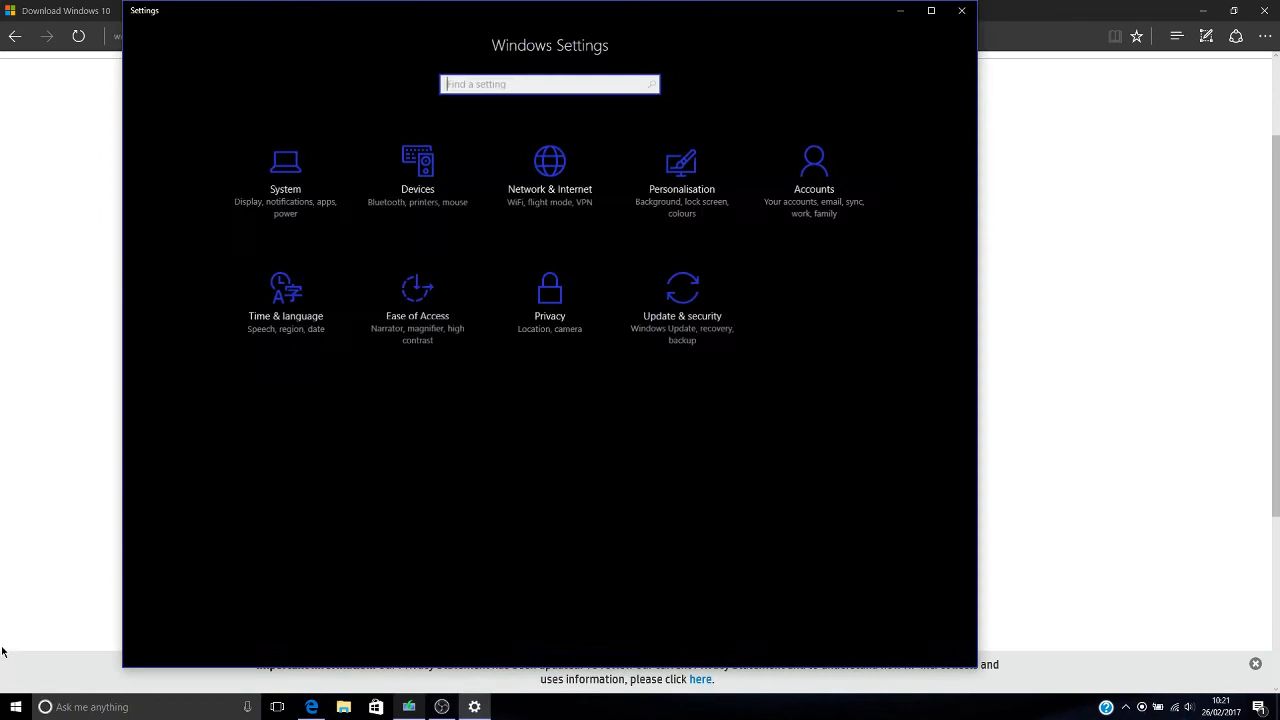 Download Windows 10
Settings
Windows Settings
Find a setting
System
Display, notifications, apps,
power
Devices
Bluetooth, printers, mouse
Network & Internet
WiFi, flight mode, VPN
Personalisation
Background, lock screen,
colours
Accounts
Your accounts, email, sync,
work, family
Time & language
Speech, region, date
Ease of Access
Narrator, magnifier, high
contrast
Privacy
Location, camera
Update & security
Windows Update, recovery,
backup
and
uses information, please click here.
Ask me anything
10:21
26/02/2017